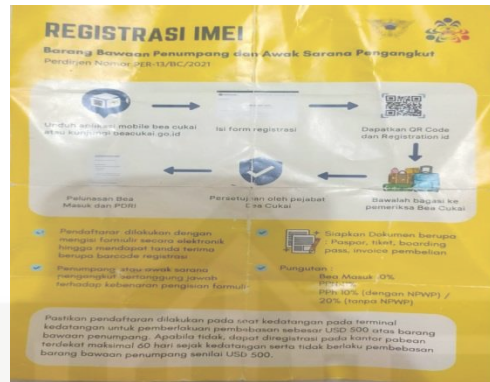 REGISTRASI IMEI
Barang Bawaan Penumpang dan Awak Sarana Pengangkut
Perdirjen Nomor PER-13/BC/2021
Unduh aplikasi mobile bea cukai
atau kunjungi beacukai.go.id
Isi form registrasi
Dapatkan QR Code
dan Registration id
Pelunasan Bea
Masuk dan PDRI
Persetujuan oleh pejabat
Bea Cukai
Bawalah bagasi ke
pemeriksa Bea Cukai
Pendaftaran dilakukan dengan
mengisi formulir secara elektronik
hingga mendapat tanda terima
berupa barcode registrasi
Penumpang atau awak sarana
pengangkut bertanggung jawab
terhadap kebenaran pengisian formulir
Siapkan Dokumen berupa
: Paspor, tiket, boarding
pass, invoice pembelian
Pungutan :
Bea Masuk: 0%
PPh 10% (dengan NPWP) /
20% (tanpa NPWP)
Pastikan pendaftaran dilakukan pada saat kedatangan pada terminal
kedatangan untuk pemberlakuan pembebasan sebesar USD 500 atas barang
bawaan penumpang. Apabila tidak, dapat diregistrasi pada kantor pabean
terdekat maksimal 60 hari sejak kedatangan serta tidak berlaku pembebasan
barang bawaan penumpang senilai USD 500.